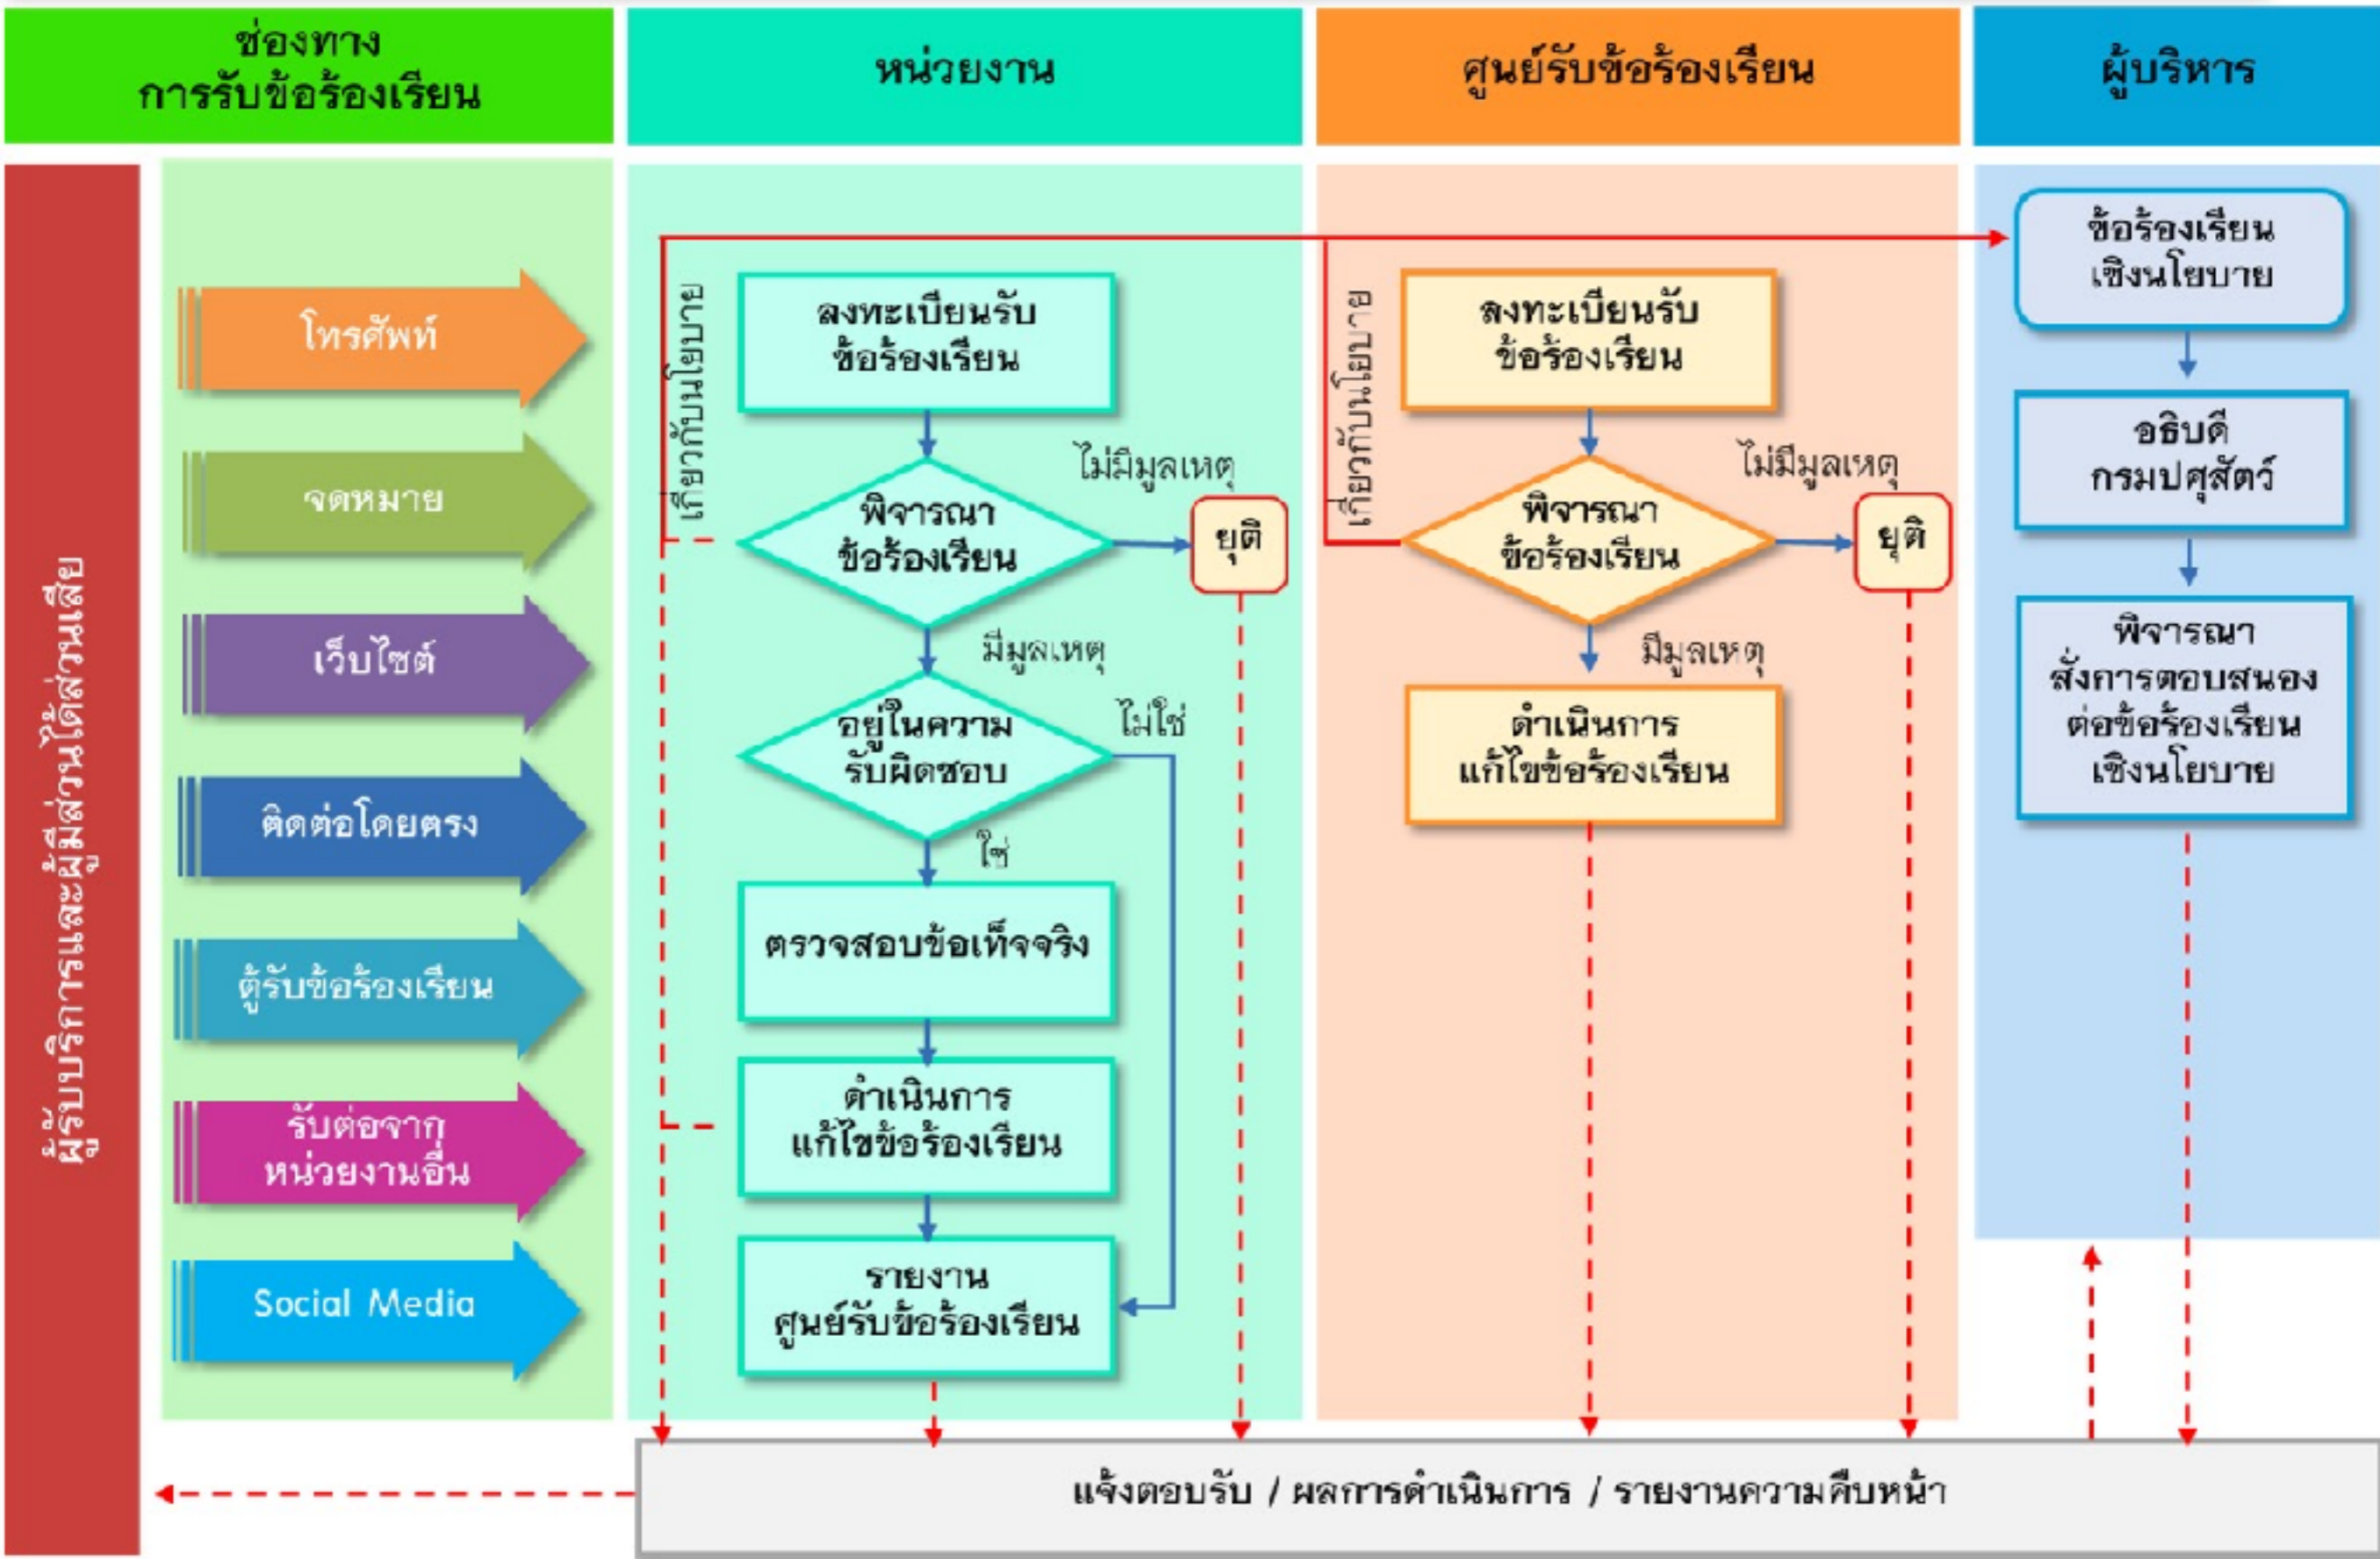 ช่องทาง
การรับข้อร้องเรียน
หน่วยงาน
ศูนย์รับข้อร้องเรียน
ผู้บริหาร
ผู้รับบริการและผู้มีส่วนได้ส่วนเสีย
โทรศัพท์
จดหมาย
เว็บไซต์
ติดต่อโดยตรง
ตู้รับข้อร้องเรียน
รับต่อจาก
หน่วยงานอื่น
Social Media
เกี่ยวกับนโยบาย
ลงทะเบียนรับ
ข้อร้องเรียน
พิจารณา
ข้อร้องเรียน
ไม่มีมูลเหตุ
ยุติ
มีมูลเหตุ
อยู่ในความ
รับผิดชอบ
ไม่ใช่
ใช่
ตรวจสอบข้อเท็จจริง
ดำเนินการ
แก้ไขข้อร้องเรียน
รายงาน
ศูนย์รับข้อร้องเรียน
เกี่ยวกับนโยบาย
ลงทะเบียนรับ
ข้อร้องเรียน
พิจารณา
ข้อร้องเรียน
ไม่มีมูลเหตุ
ยุติ
มีมูลเหตุ
ดำเนินการ
แก้ไขข้อร้องเรียน
ข้อร้องเรียน
เชิงนโยบาย
อธิบดี
กรมปศุสัตว์
พิจารณา
สั่งการตอบสนอง
ต่อข้อร้องเรียน
เชิงนโยบาย
แจ้งตอบรับ / ผลการดำเนินการ / รายงานความคืบหน้า